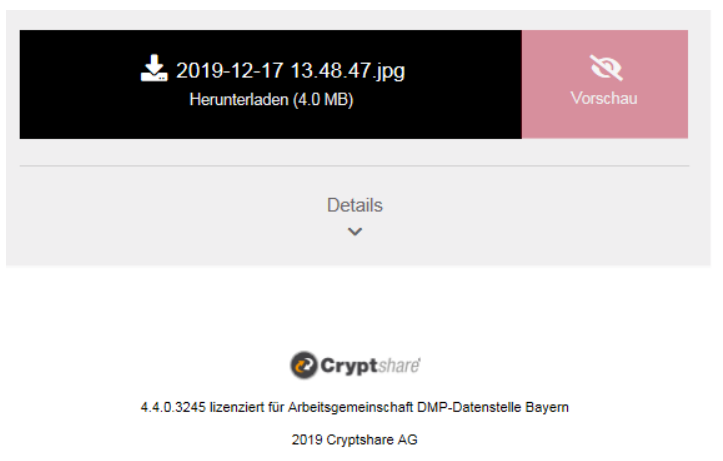 2019-12-17 13.48.47.jpg
Herunterladen (4.0 MB)
Vorschau
Details
Cryptshare
4.4.0.3245 lizenziert für Arbeitsgemeinschaft DMP-Datenstelle Bayern
2019 Cryptshare AG